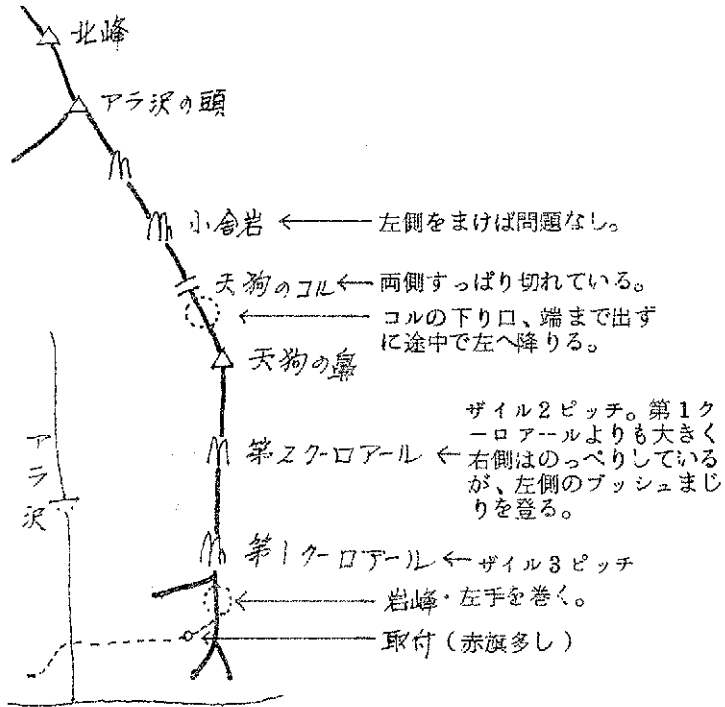 北峰
アラ沢の頭
小舎岩
左側をまけば問題なし。
天狗のコル
両側すっぱり切れている。
コルの下り口、端まで出ず
に途中で左へ降りる。
天狗の鼻
ザイル2ピッチ。第1ク
ーロアールよりも大きく
右側はのっぺりしている
が、左側のブッシュまじ
りを登る。
第2クーロアール
アラ沢
第1クーロアール
ザイル3ピッチ
岩峰・左手を巻く。
取付(赤旗多し)